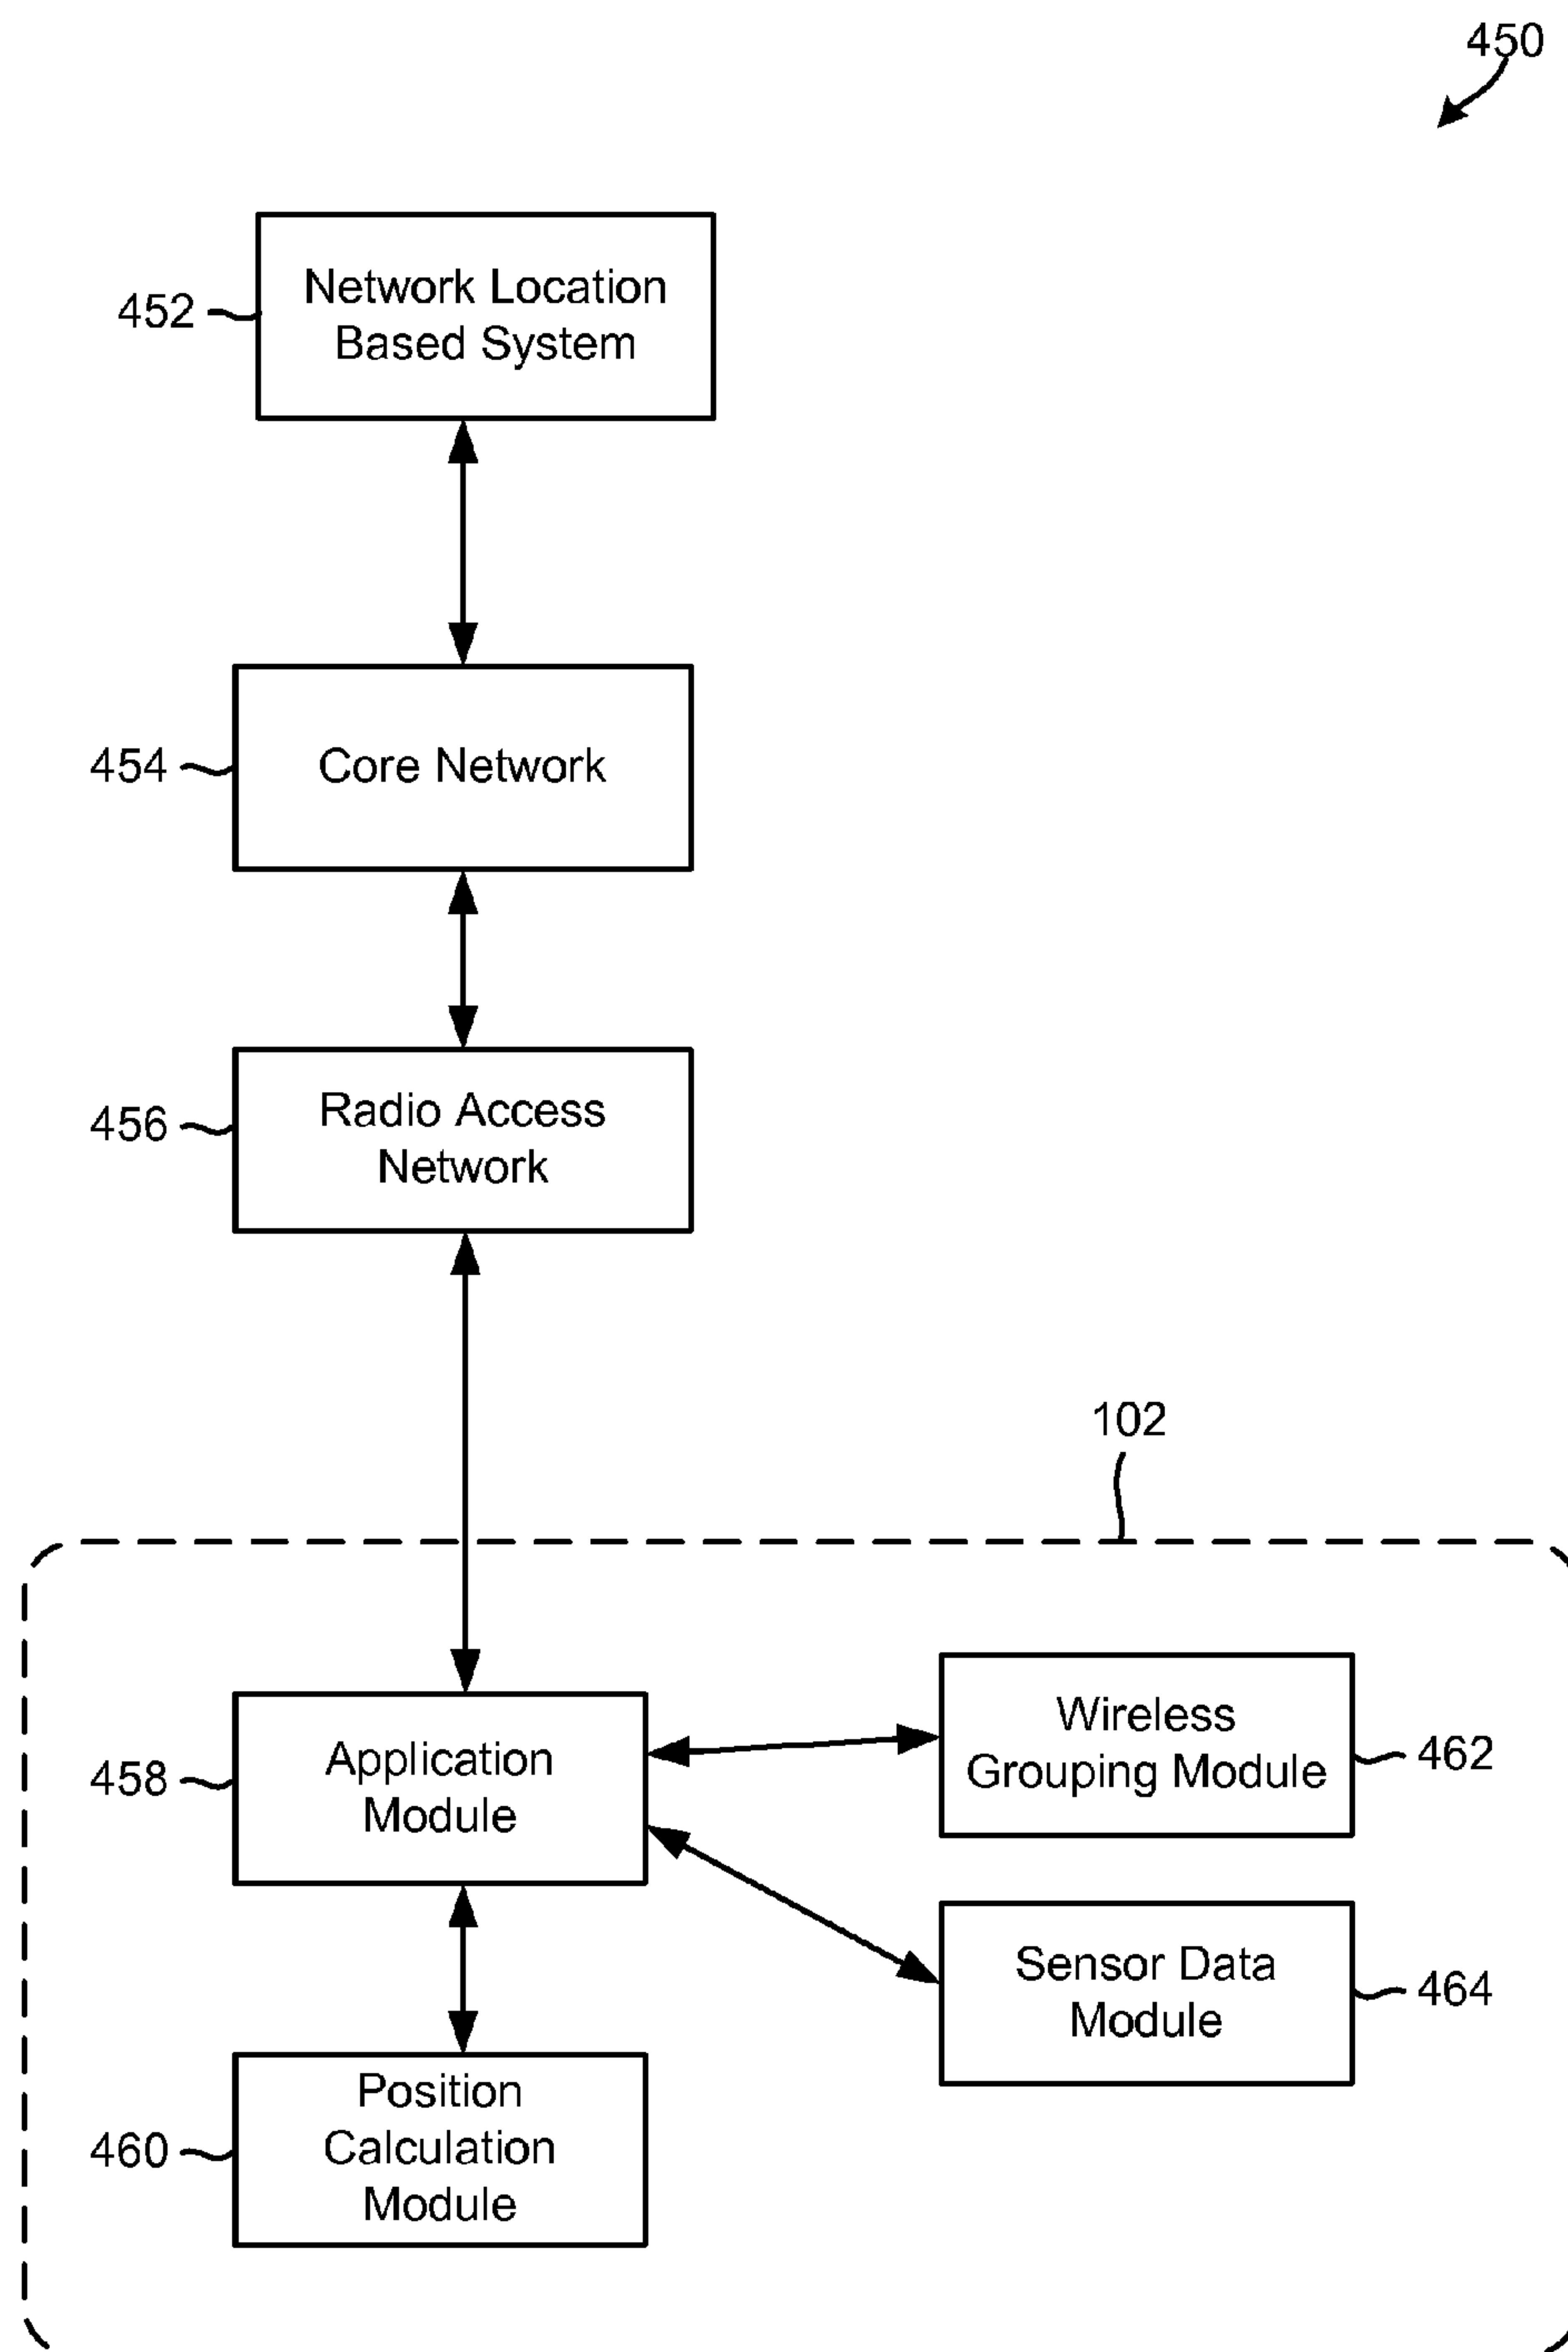 450
452
Network Location
Based System
454
Core Network
456
Radio Access
Network
102
458
Application
Module
Wireless
Grouping Module
462
Sensor Data
Module
464
460
Position
Calculation
Module